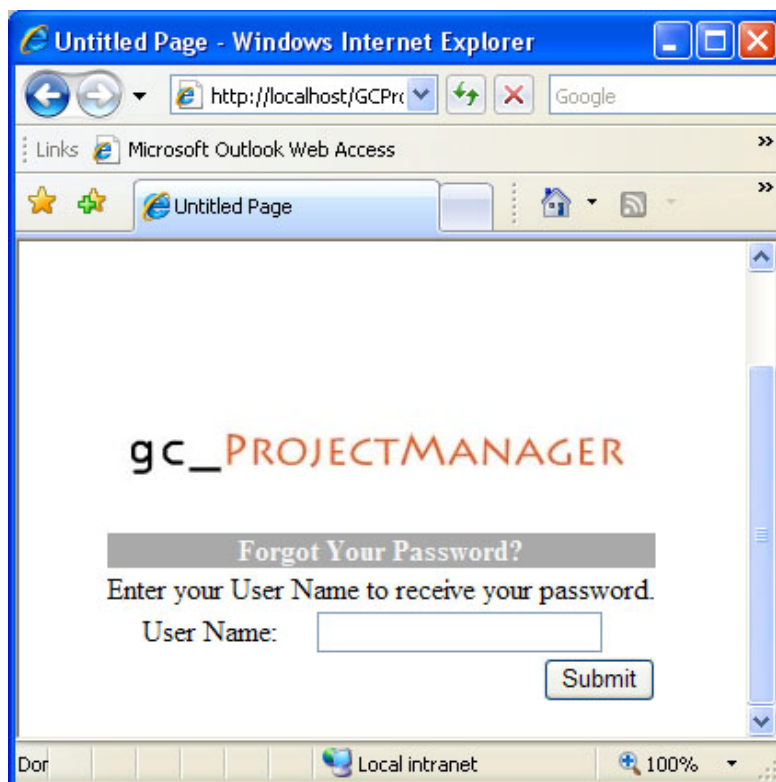 Untitled Page - Windows Internet Explorer
http://localhost/GCPr
Google
Links Microsoft Outlook Web Access
»
Untitled Page
»
gc_PROJECTMANAGER
Forgot Your Password?
Enter your User Name to receive your password.
User Name:
Submit
Dor Local intranet 100%